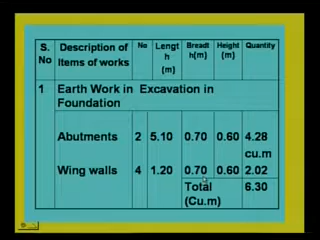 S. No Description of Items of works No Length (m) Breadth(m) Height (m) Quantity
1 Earth Work in Excavation in
Foundation
Abutments 2 5.10 0.70 0.60 4.28
cu.m
Wing walls 4 1.20 0.70 0.60 2.02
Total 6.30
(Cu.m)